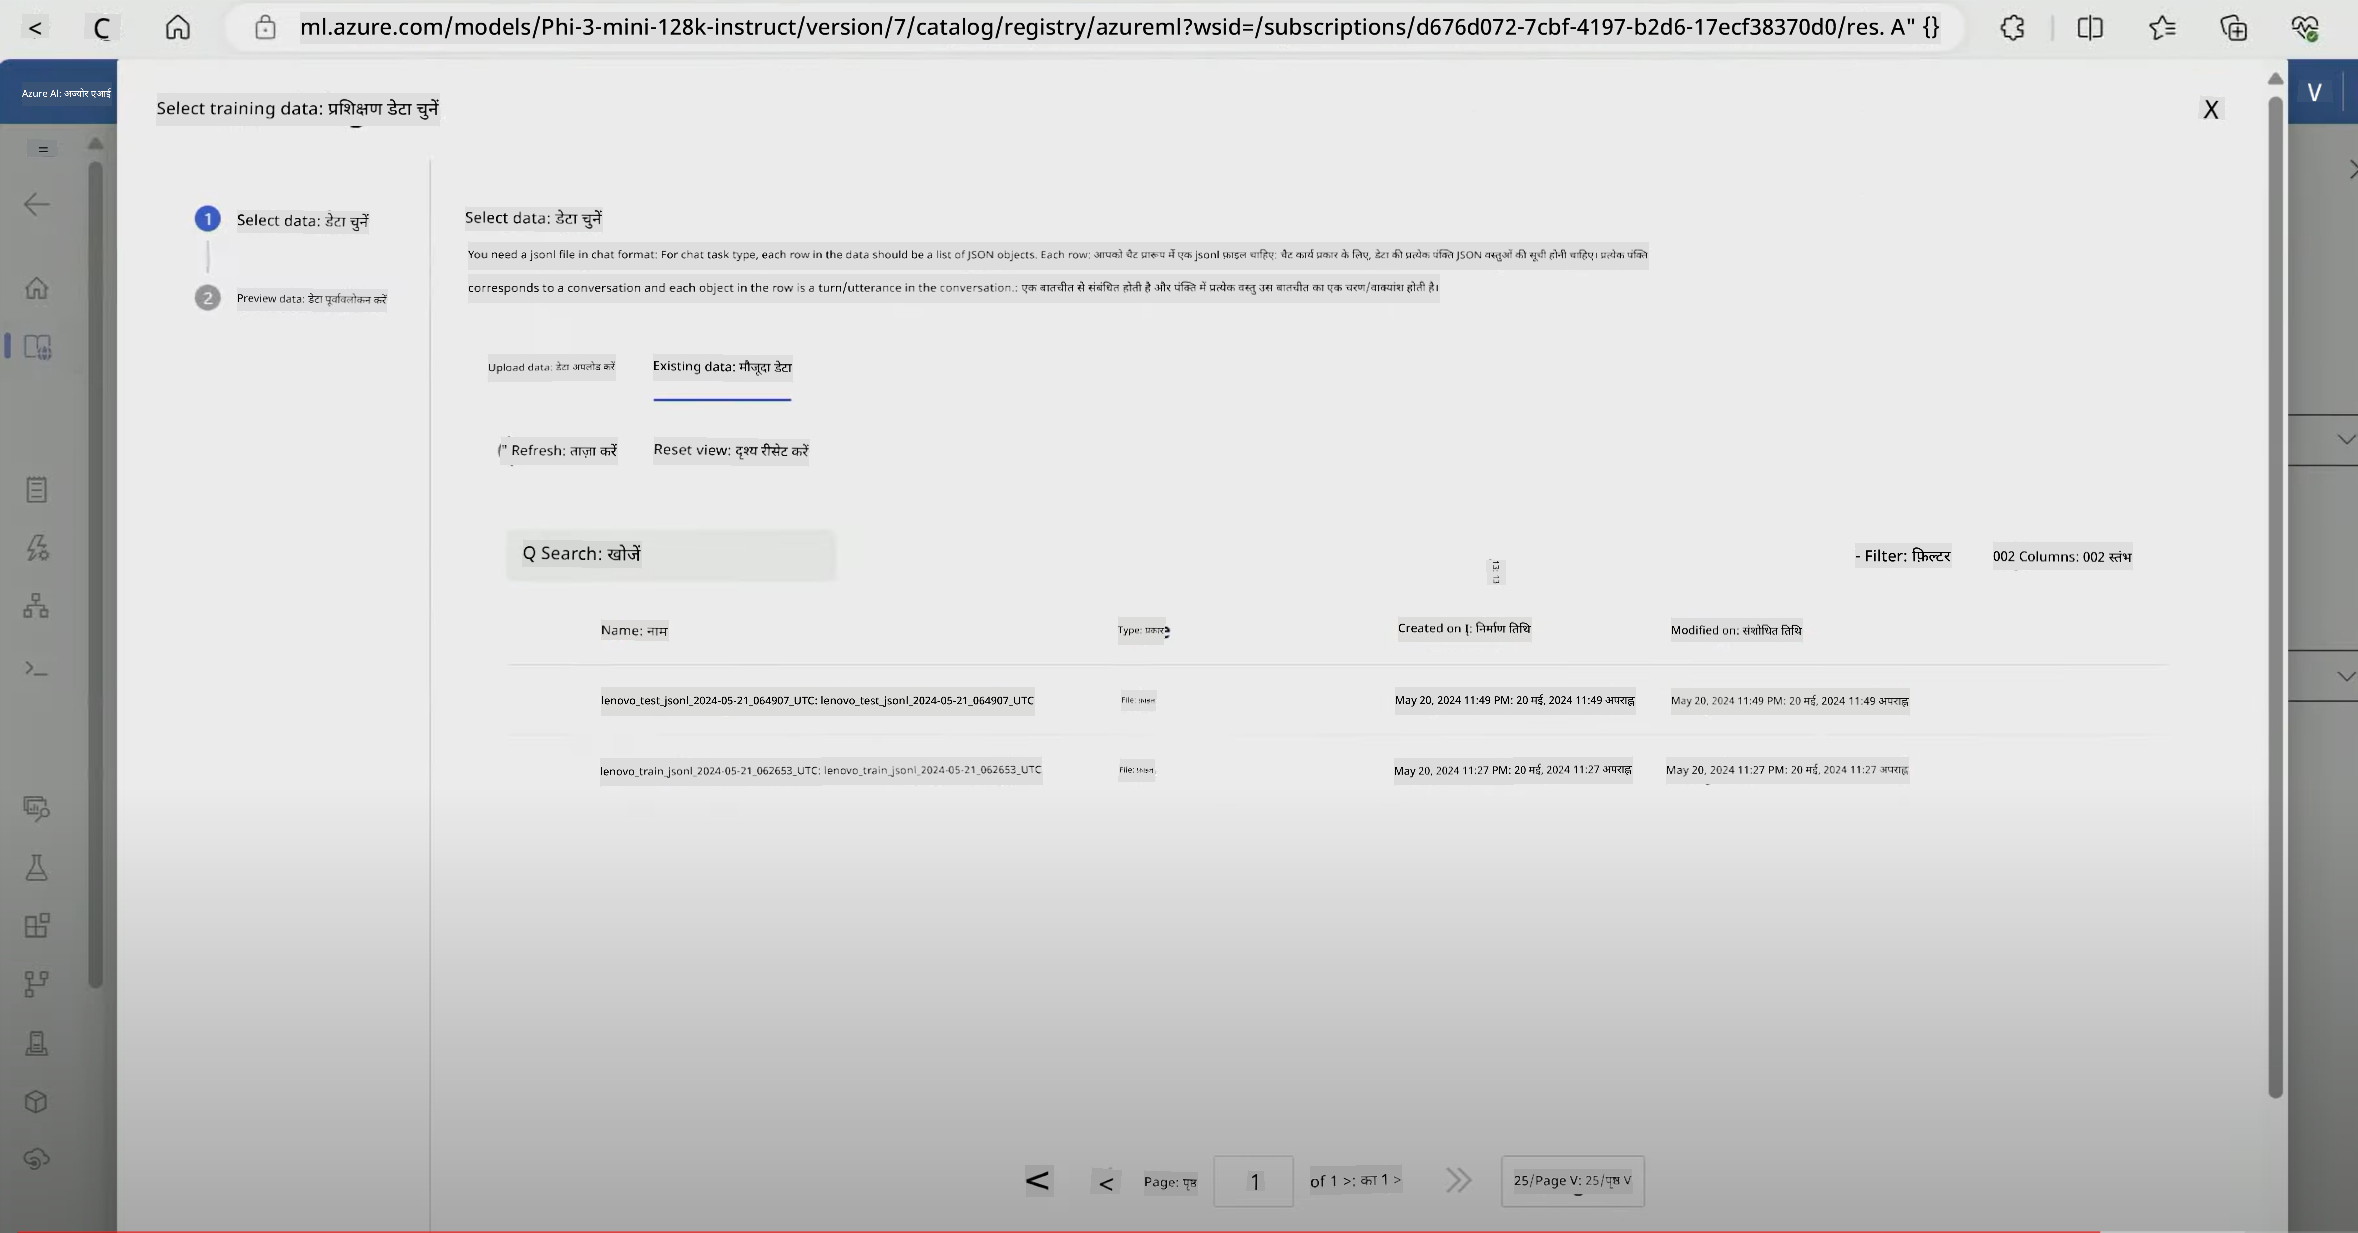 < C ml.azure.com/models/Phi-3-mini-128k-instruct/version/7/catalog/registry/azureml?wsid=/subscriptions/d676d072-7cbf-4197-b2d6-17ecf38370d0/res. A" {}
Azure AI: अज्योर एआई
V
Select training data: प्रशिक्षण डेटा चुनें
X
1 Select data: डेटा चुनें
2 Preview data: डेटा पूर्वावलोकन करें
Select data: डेटा चुनें
You need a jsonl file in chat format: For chat task type, each row in the data should be a list of JSON objects. Each row: आपको चैट प्रारूप में एक jsonl फ़ाइल चाहिए: चैट कार्य प्रकार के लिए, डेटा की प्रत्येक पंक्ति JSON वस्तुओं की सूची होनी चाहिए। प्रत्येक पंक्ति
corresponds to a conversation and each object in the row is a turn/utterance in the conversation.: एक बातचीत से संबंधित होती है और पंक्ति में प्रत्येक वस्तु उस बातचीत का एक चरण/वाक्यांश होती है।
Upload data: डेटा अपलोड करें Existing data: मौजूदा डेटा
(" Refresh: ताज़ा करें Reset view: दृश्य रीसेट करें
Q Search: खोजें
- Filter: फ़िल्टर 002 Columns: 002 स्तंभ
Name: नाम Type: प्रकार Created on [: निर्माण तिथि Modified on: संशोधित तिथि
lenovo_test_jsonl_2024-05-21_064907_UTC: lenovo_test_jsonl_2024-05-21_064907_UTC File: फ़ाइल May 20, 2024 11:49 PM: 20 मई, 2024 11:49 अपराह्न May 20, 2024 11:49 PM: 20 मई, 2024 11:49 अपराह्न
lenovo_train_jsonl_2024-05-21_062653_UTC: lenovo_train_jsonl_2024-05-21_062653_UTC File: फ़ाइल May 20, 2024 11:27 PM: 20 मई, 2024 11:27 अपराह्न May 20, 2024 11:27 PM: 20 मई, 2024 11:27 अपराह्न
< < Page: पृष्ठ 1 of 1 >: का 1 > 25/Page V: 25/पृष्ठ V